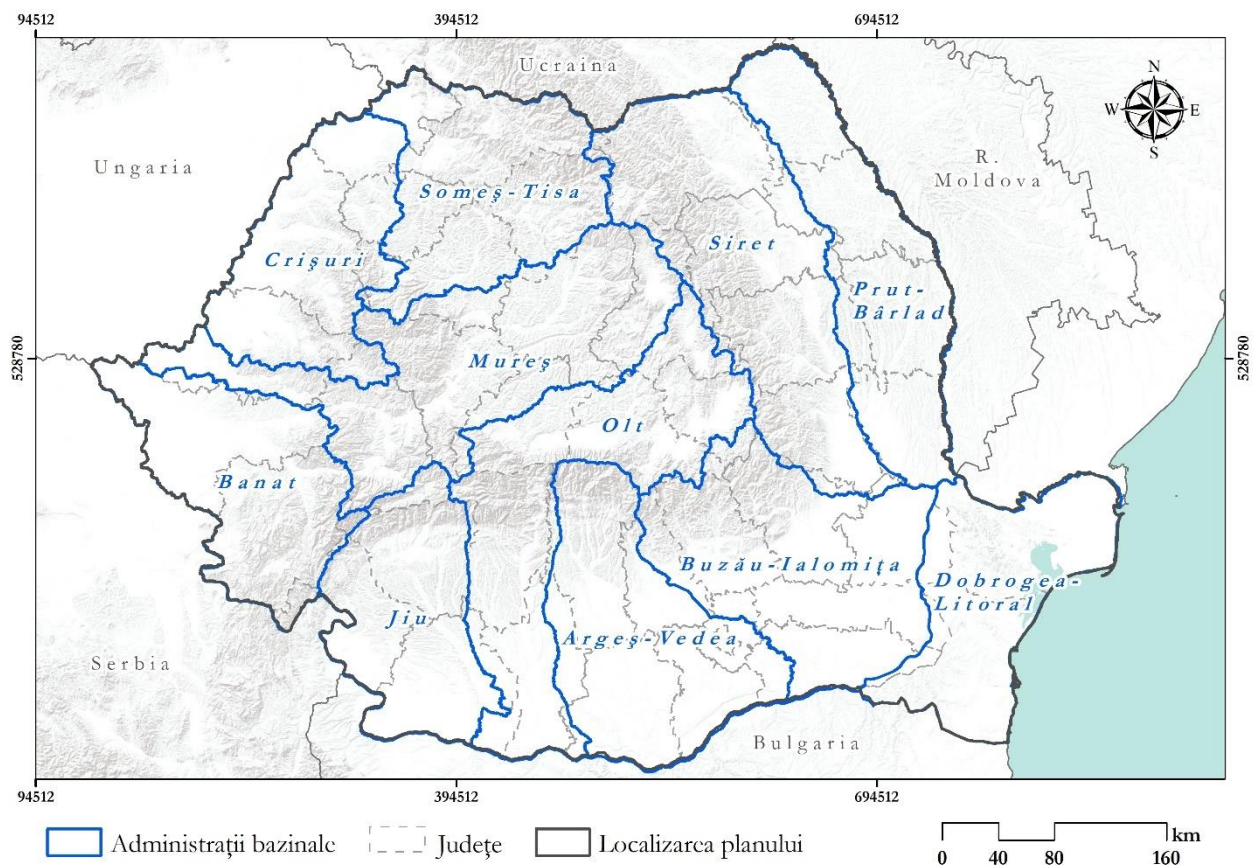 94512
394512
694512
Ucraina
N
W
E
S
Ungaria
R.
Moldova
Someş-Tisa
Siret
Crişuri
Prut-
Bârlad
528780
528780
Mureş
Olt
Banat
Buzău-Ialomiţa
Dobrogea-
Litoral
Jiu
Argeş-Vedea
Serbia
Bulgaria
94512
394512
694512
Administraţii bazinale
Judeţe
Localizarea planului
km
0 40 80 160